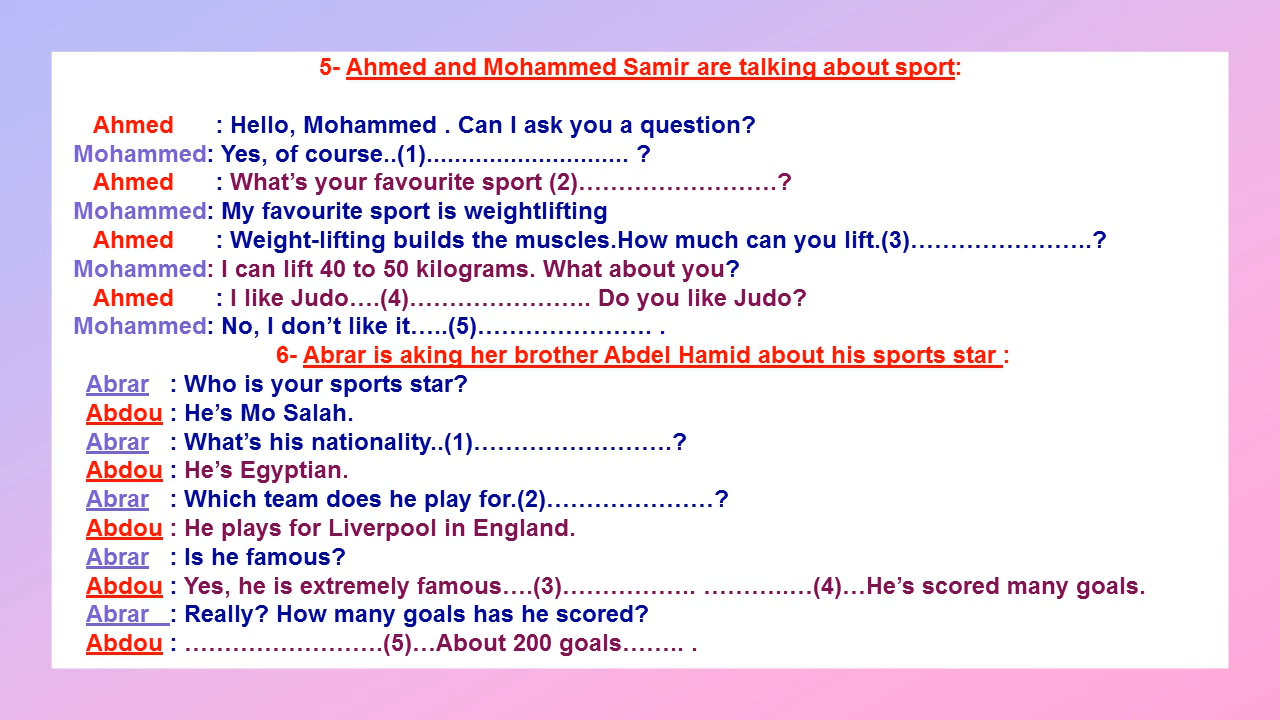 5- Ahmed and Mohammed Samir are talking about sport:
Ahmed : Hello, Mohammed . Can I ask you a question?
Mohammed: Yes, of course..(1)............................. ?
Ahmed : What’s your favourite sport (2)…………………….?
Mohammed: My favourite sport is weightlifting
Ahmed : Weight-lifting builds the muscles.How much can you lift.(3)…………………..?
Mohammed: I can lift 40 to 50 kilograms. What about you?
Ahmed : I like Judo….(4)………………….. Do you like Judo?
Mohammed: No, I don’t like it…..(5)…………………. .
6- Abrar is aking her brother Abdel Hamid about his sports star :
Abrar : Who is your sports star?
Abdou : He’s Mo Salah.
Abrar : What’s his nationality..(1)…………………….?
Abdou : He’s Egyptian.
Abrar : Which team does he play for.(2)…………………?
Abdou : He plays for Liverpool in England.
Abrar : Is he famous?
Abdou : Yes, he is extremely famous….(3)…………….. ……….…(4)…He’s scored many goals.
Abrar : Really? How many goals has he scored?
Abdou : …………………….(5)…About 200 goals…….. .